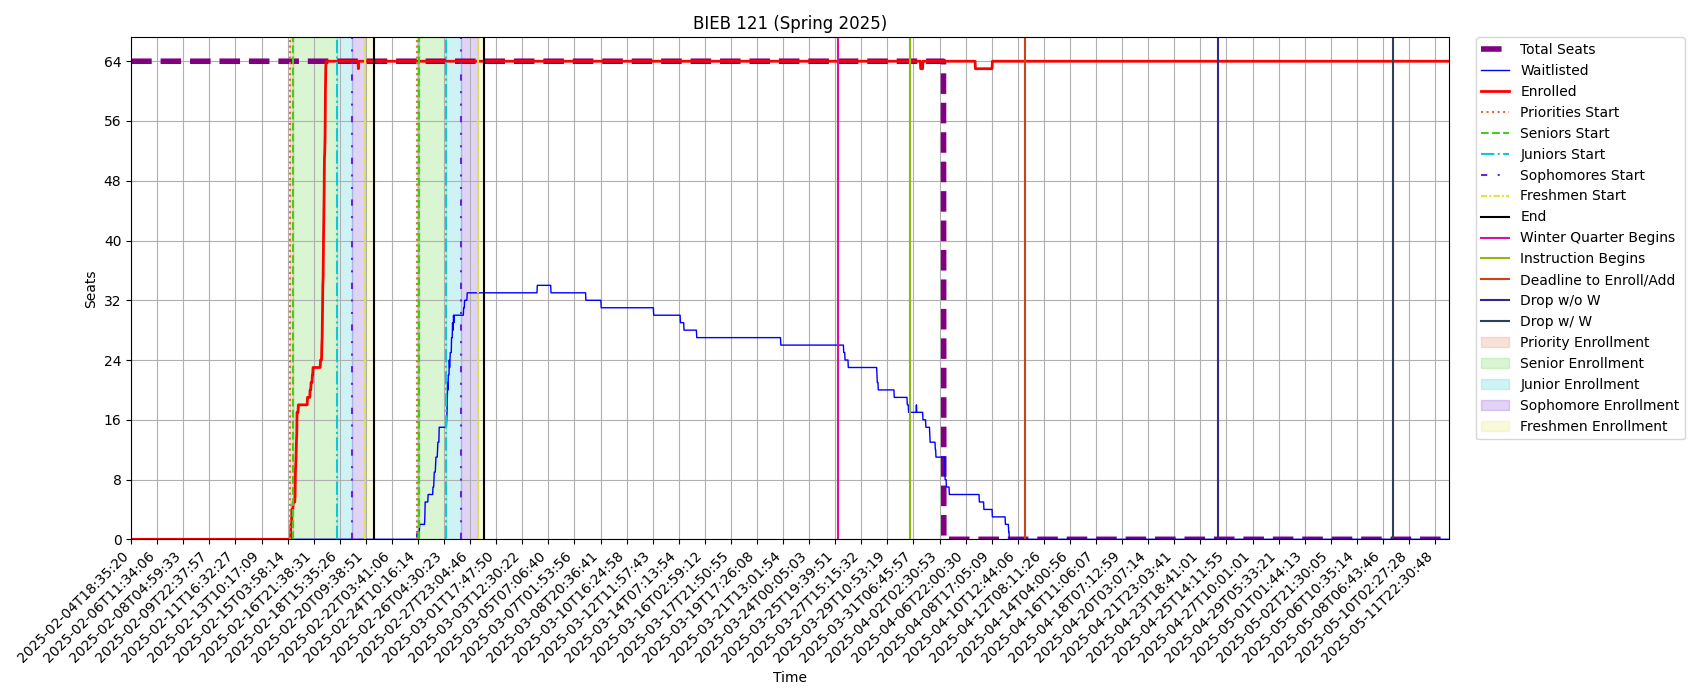 BIEB 121 (Spring 2025)
Seats
64
56
48
40
32
24
16
8
0
2025-02-04T18:35:20
2025-02-06T11:34:06
2025-02-08T04:59:33
2025-02-09T22:37:57
2025-02-11T16:32:27
2025-02-13T10:17:09
2025-02-15T03:58:14
2025-02-16T21:38:31
2025-02-18T15:35:26
2025-02-20T09:38:51
2025-02-22T03:41:06
2025-02-24T10:16:14
2025-02-27T23:30:23
2025-02-27T23:04:46
2025-03-01T17:47:50
2025-03-03T12:30:22
2025-03-05T07:06:40
2025-03-07T01:53:56
2025-03-08T20:36:41
2025-03-10T16:24:58
2025-03-12T11:57:43
2025-03-14T07:13:54
2025-03-16T02:59:12
2025-03-17T21:50:55
2025-03-19T17:26:08
2025-03-21T13:01:54
2025-03-24T00:05:03
2025-03-25T19:39:51
2025-03-27T15:15:32
2025-03-29T10:53:19
2025-03-31T06:45:57
2025-04-02T02:30:53
2025-04-06T22:00:30
2025-04-08T17:05:09
2025-04-10T12:44:06
2025-04-12T08:11:26
2025-04-14T04:00:56
2025-04-16T11:06:07
2025-04-18T07:12:59
2025-04-20T03:07:14
2025-04-21T23:03:41
2025-04-23T18:41:01
2025-04-25T14:11:55
2025-04-27T10:01:01
2025-04-29T05:33:21
2025-05-01T01:44:13
2025-05-02T21:30:05
2025-05-06T10:35:14
2025-05-08T06:43:46
2025-05-10T02:27:28
2025-05-11T22:30:48
Time
Total Seats
Waitlisted
Enrolled
Priorities Start
Seniors Start
Juniors Start
Sophomores Start
Freshmen Start
End
Winter Quarter Begins
Instruction Begins
Deadline to Enroll/Add
Drop w/o W
Drop w/ W
Priority Enrollment
Senior Enrollment
Junior Enrollment
Sophomore Enrollment
Freshmen Enrollment